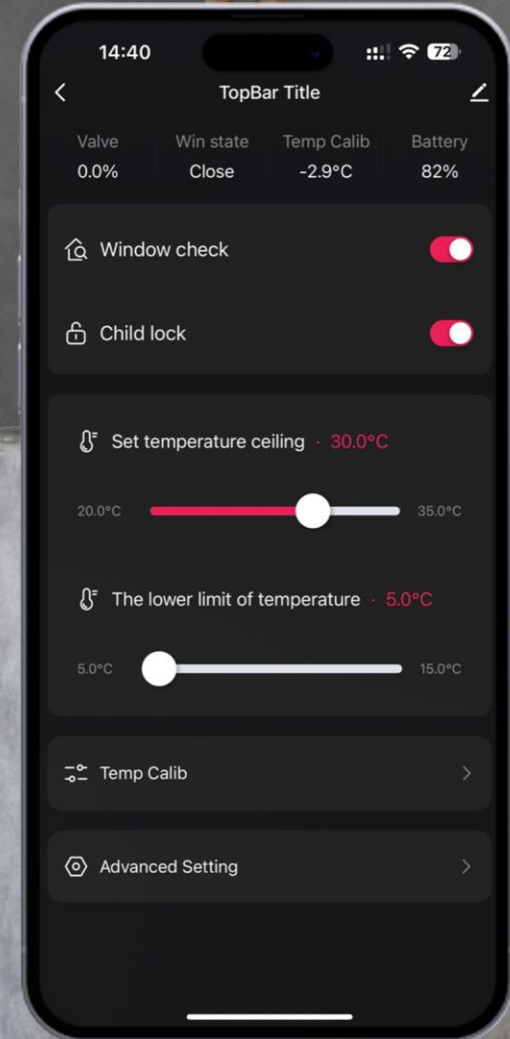 14:40 72
TopBar Title
Valve Win state Temp Calib Battery
0.0% Close -2.9°C 82%
Window check
Child lock
Set temperature ceiling · 30.0°C
20.0°C 35.0°C
The lower limit of temperature · 5.0°C
5.0°C 15.0°C
Temp Calib
Advanced Setting